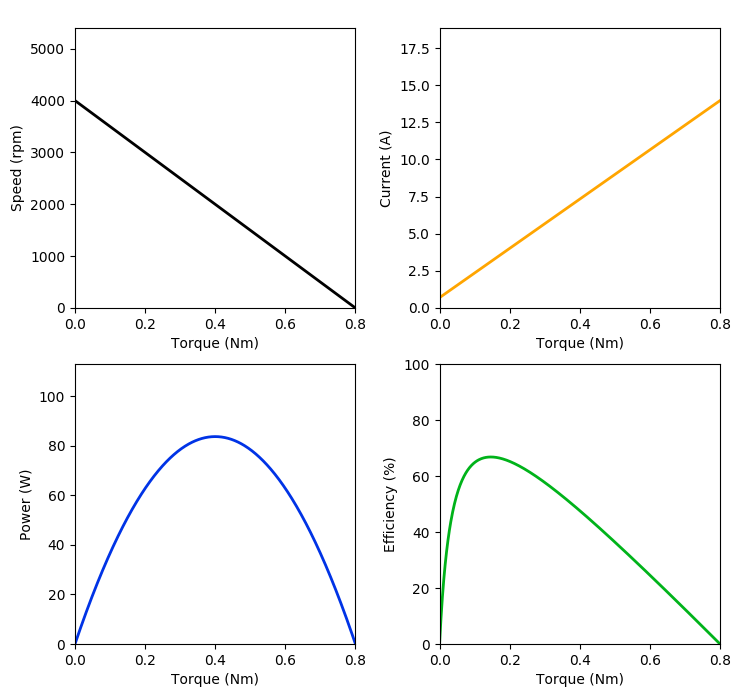 5000
4000
3000
2000
1000
0
Speed (rpm)
0.0 0.2 0.4 0.6 0.8
Torque (Nm)
17.5
15.0
12.5
10.0
7.5
5.0
2.5
0.0
Current (A)
0.0 0.2 0.4 0.6 0.8
Torque (Nm)
100
80
60
40
20
0
Power (W)
0.0 0.2 0.4 0.6 0.8
Torque (Nm)
100
80
60
40
20
0
Efficiency (%)
0.0 0.2 0.4 0.6 0.8
Torque (Nm)